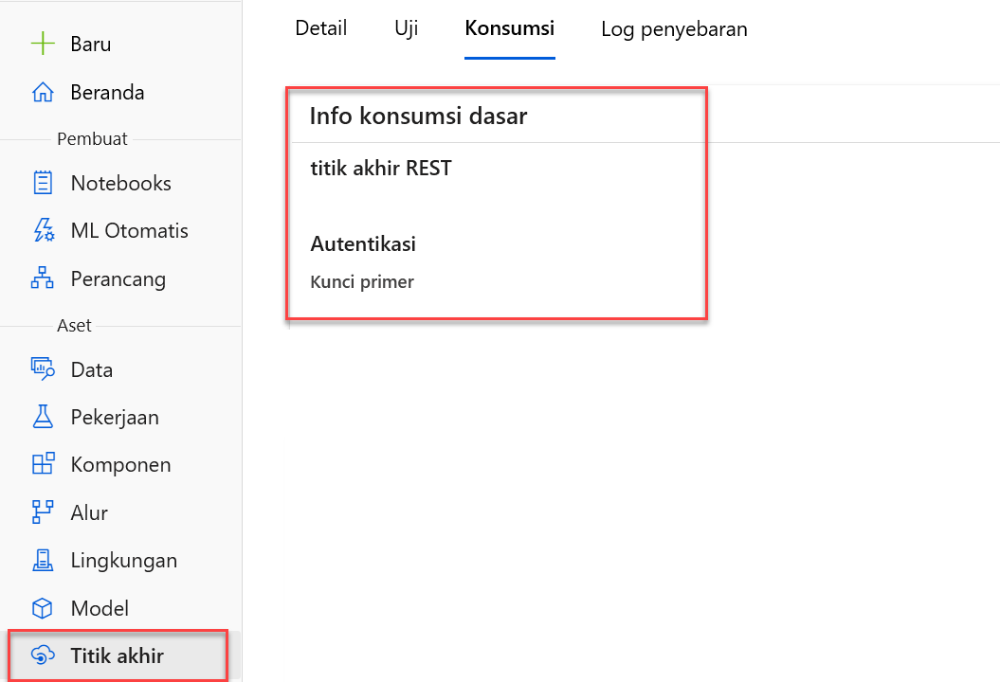 Baru
Beranda
Pembuat
Notebooks
ML Otomatis
Perancang
Aset
Data
Pekerjaan
Komponen
Alur
Lingkungan
Model
Titik akhir
Detail Uji Konsumsi Log penyebaran
Info konsumsi dasar
titik akhir REST
Autentikasi
Kunci primer